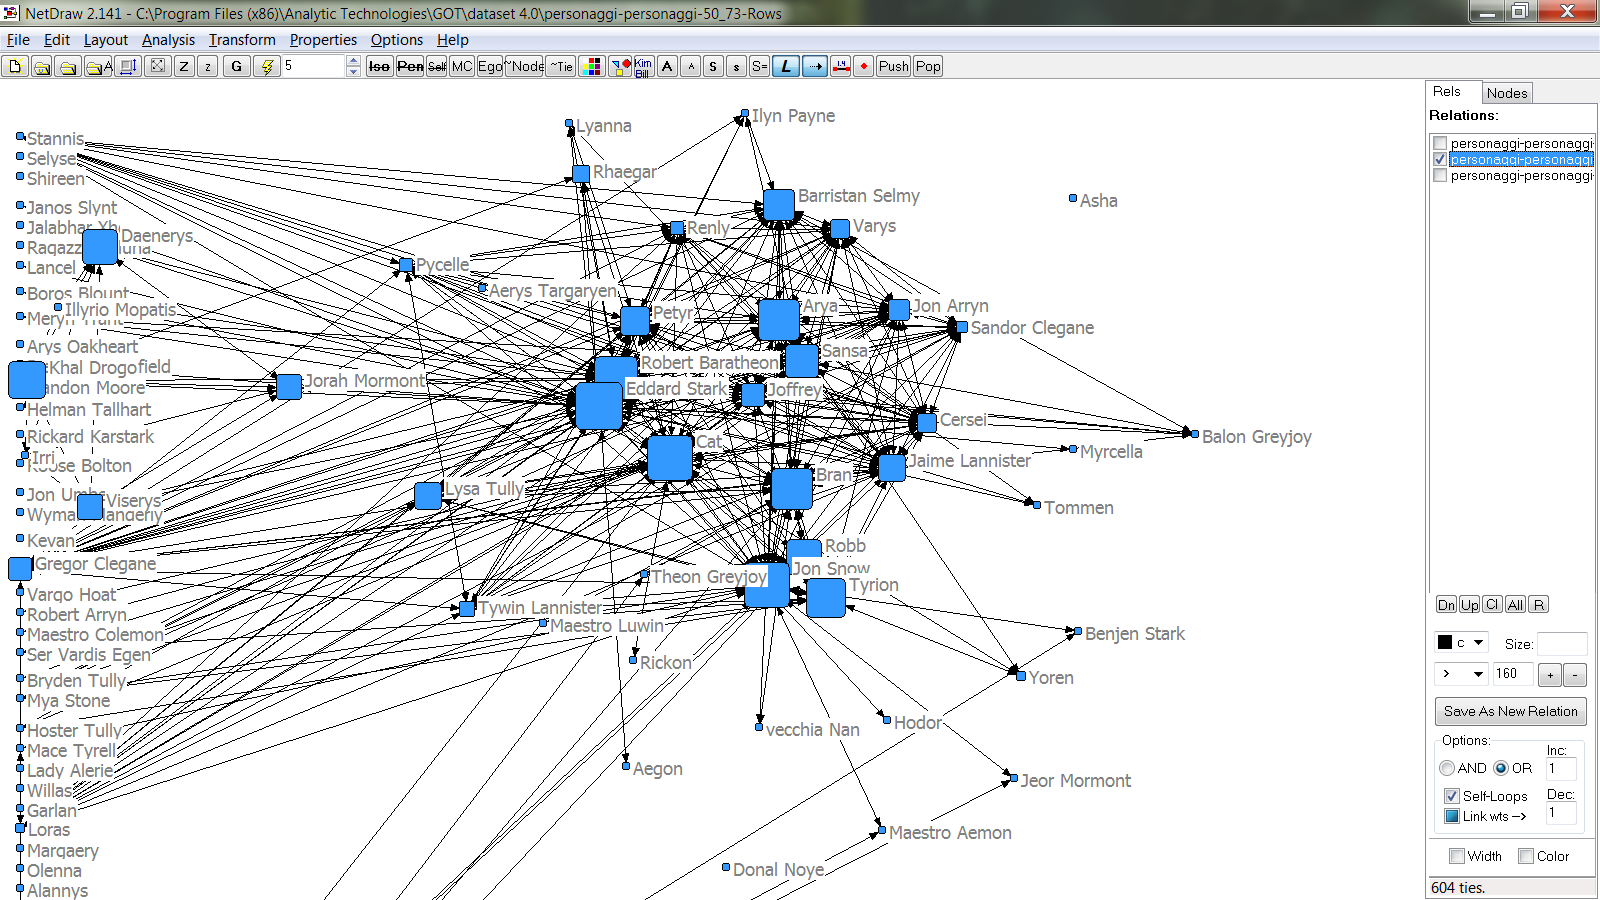 NetDraw 2.141 - C:\Program Files (x86)\Analytic Technologies\GOT\dataset 4.0\personaggi-personaggi-50_73-Rows
File Edit Layout Analysis Transform Properties Options Help
A Z z G 5 Iso Pen Self MC Ego ~Node ~Tie Kim Bill A A S s S= L Push Pop
Rels Nodes
Relations:
personaggi-personaggi
personaggi-personaggi
personaggi-personaggi
Ilyn Payne
Lyanna
Stannis
Selyse
Rhaegar
Shireen
Barristan Selmy
Asha
Janos Slynt
Jalabhar
Varys
Renly
Daenerys
Lancel
Pycelle
Aerys Targaryen
Boros Blount
Illyrio Mopatis
Jon Arryn
Arya
Petyr
Meryn
Sandor Clegane
Arys Oakheart
Sansa
Robert Baratheon
Khal Drogo
Jorah Mormont
Eddard Stark
Joffrey
Moore
Helman Tallhart
Cersei
Rickard Karstark
Balon Greyjoy
Cat
Myrcella
Irri
Jaime Lannister
Roose Bolton
Bran
Lysa Tully
Jon
Viserys
Tommen
Wyman
Kevan
Robb
Gregor Clegane
Jon Snow
Theon Greyjoy
Tyrion
Vargo Hoat
Tywin Lannister
Robert Arryn
Maestro Luwin
Maestro Colemon
Benjen Stark
Ser Vardis Egen
Rickon
Yoren
Bryden Tully
Mya Stone
Hodor
vecchia Nan
Hoster Tully
Mace Tyrell
Aegon
Lady Alerie
Jeor Mormont
Willas
Garlan
Loras
Maestro Aemon
Margaery
Donal Noye
Olenna
Alannys
Dn Up Cl All R
c Size:
> 160 + -
Save As New Relation
Options:
Inc:
AND OR 1
Self-Loops Dec:
Link wts --> 1
Width Color
604 ties.